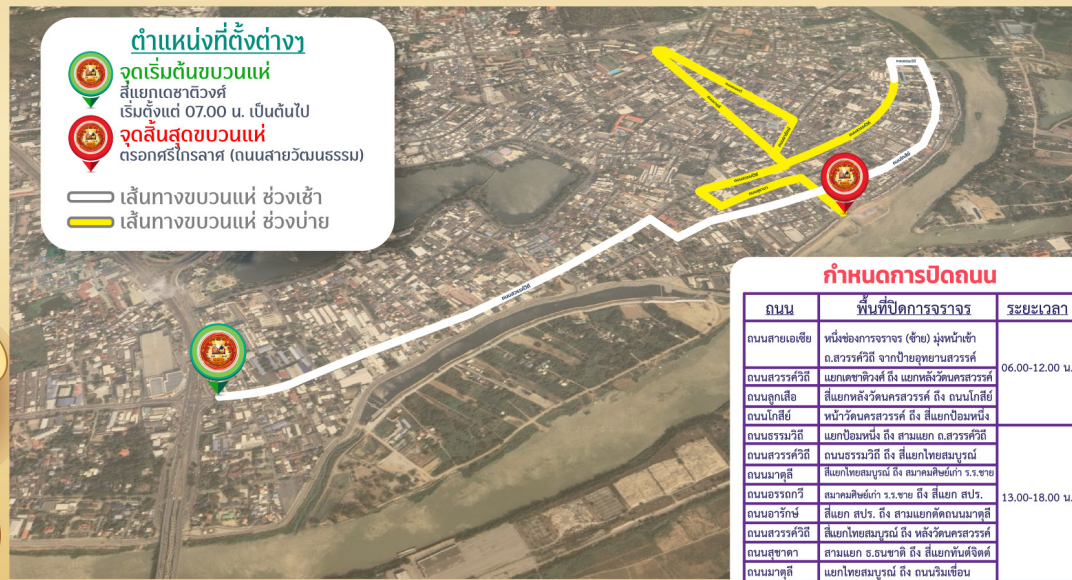 ตำแหน่งที่ตั้งต่างๆ
จุดเริ่มต้นขบวนแห่
สี่แยกเดชาติวงศ์
เริ่มตั้งแต่ 07.00 น. เป็นต้นไป
จุดสิ้นสุดขบวนแห่
ตรอกศรีไกรลาศ (ถนนสายวัฒนธรรม)
เส้นทางขบวนแห่ ช่วงเช้า
เส้นทางขบวนแห่ ช่วงบ่าย
ถนนสวรรค์วิถี
กำหนดการปิดถนน
ถนน พื้นที่ปิดการจราจร ระยะเวลา
ถนนสายเอเชีย หนึ่งช่องการจราจร (ซ้าย) มุ่งหน้าเข้า
ถ.สวรรค์วิถี จากป้ายอุทยานสวรรค์
06.00-12.00 น.
ถนนสวรรค์วิถี แยกเดชาติวงศ์ ถึง แยกหลังวัดนครสวรรค์
ถนนลูกเสือ สี่แยกหลังวัดนครสวรรค์ ถึง ถนนโกสีย์
ถนนโกสีย์ หน้าวัดนครสวรรค์ ถึง สี่แยกป้อมหนึ่ง
ถนนธรรมวิถี แยกป้อมหนึ่ง ถึง สามแยก ถ.สวรรค์วิถี
ถนนสวรรค์วิถี ถนนธรรมวิถี ถึง สี่แยกไทยสมบูรณ์
ถนนมาตุลี สี่แยกไทยสมบูรณ์ ถึง สมาคมศิษย์เก่า ร.ร.ชาย
ถนนอรรถกวี สมาคมศิษย์เก่า ร.ร.ชาย ถึง สี่แยก สปร.
13.00-18.00 น.
ถนนอารักษ์ สี่แยก สปร. ถึง สามแยกตัดถนนมาตุลี
ถนนสวรรค์วิถี สี่แยกไทยสมบูรณ์ ถึง หลังวัดนครสวรรค์
ถนนสุชาดา สามแยก ธ.ธนชาติ ถึง สี่แยกทันต์จิตต์
ถนนมาตุลี แยกไทยสมบูรณ์ ถึง ถนนริมเขื่อน